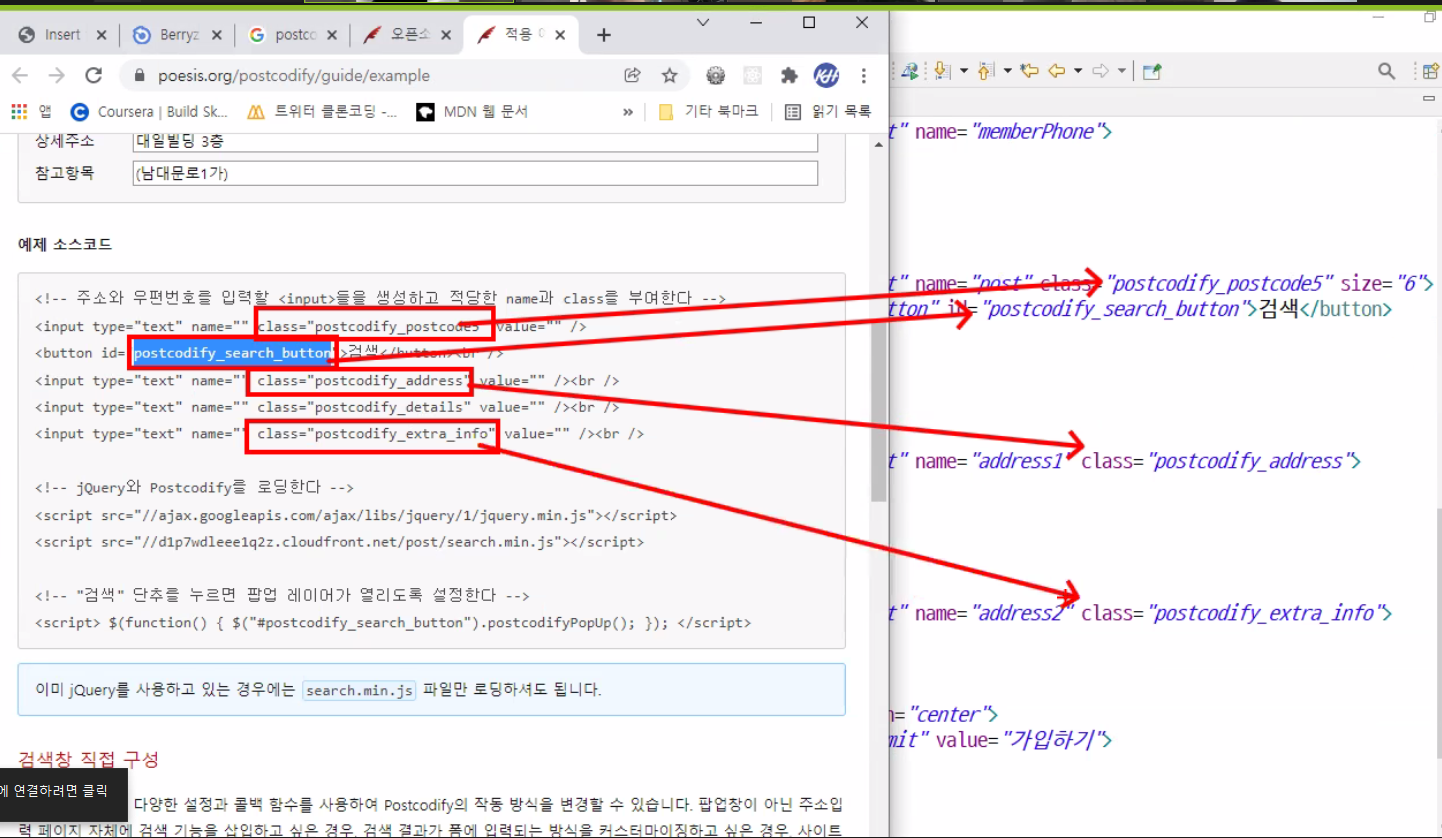 Insert
Berryz
postco
오픈소
적용
poesis.org/postcodify/guide/example
KH
앱
Coursera | Build Sk...
트위터 클론코딩 -...
MDN 웹 문서
»
기타 북마크
읽기 목록
상세주소
대일빌딩 3층
참고항목
(남대문로1가)
예제 소스코드
<!-- 주소와 우편번호를 입력할 <input>들을 생성하고 적당한 name과 class를 부여한다 -->
<input type="text" name="" class="postcodify_postcode5" value="" />
<button id="postcodify_search_button">검색</button><br />
<input type="text" name="" class="postcodify_address" value="" /><br />
<input type="text" name="" class="postcodify_details" value="" /><br />
<input type="text" name="" class="postcodify_extra_info" value="" /><br />
<!-- jQuery와 Postcodify를 로딩한다 -->
<script src="//ajax.googleapis.com/ajax/libs/jquery/1/jquery.min.js"></script>
<script src="//d1p7wdleee1q2z.cloudfront.net/post/search.min.js"></script>
<!-- "검색" 단추를 누르면 팝업 레이어가 열리도록 설정한다 -->
<script> $(function() { $("#postcodify_search_button").postcodifyPopUp(); }); </script>
이미 jQuery를 사용하고 있는 경우에는 search.min.js 파일만 로딩하셔도 됩니다.
검색창 직접 구성
에 연결하려면 클릭
다양한 설정과 콜백 함수를 사용하여 Postcodify의 작동 방식을 변경할 수 있습니다. 팝업창이 아닌 주소입
력 페이지 자체에 검색 기능을 삽입하고 싶은 경우, 검색 결과가 폼에 입력되는 방식을 커스터마이징하고 싶은 경우, 사이트
t" name="memberPhone">
t" name="post" class="postcodify_postcode5" size="6">
tton" id="postcodify_search_button">검색</button>
t" name="address1" class="postcodify_address">
t" name="address2" class="postcodify_extra_info">
n="center">
mit" value="가입하기">